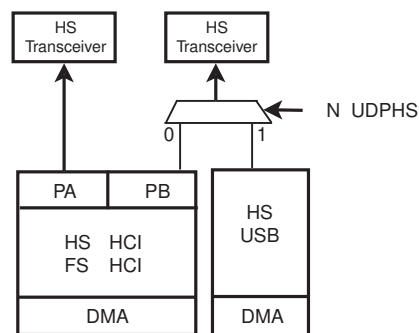 HS
Transceiver
HS
Transceiver
N UDPHS
0 1
PA PB
HS HCI
FS HCI
HS
USB
DMA DMA